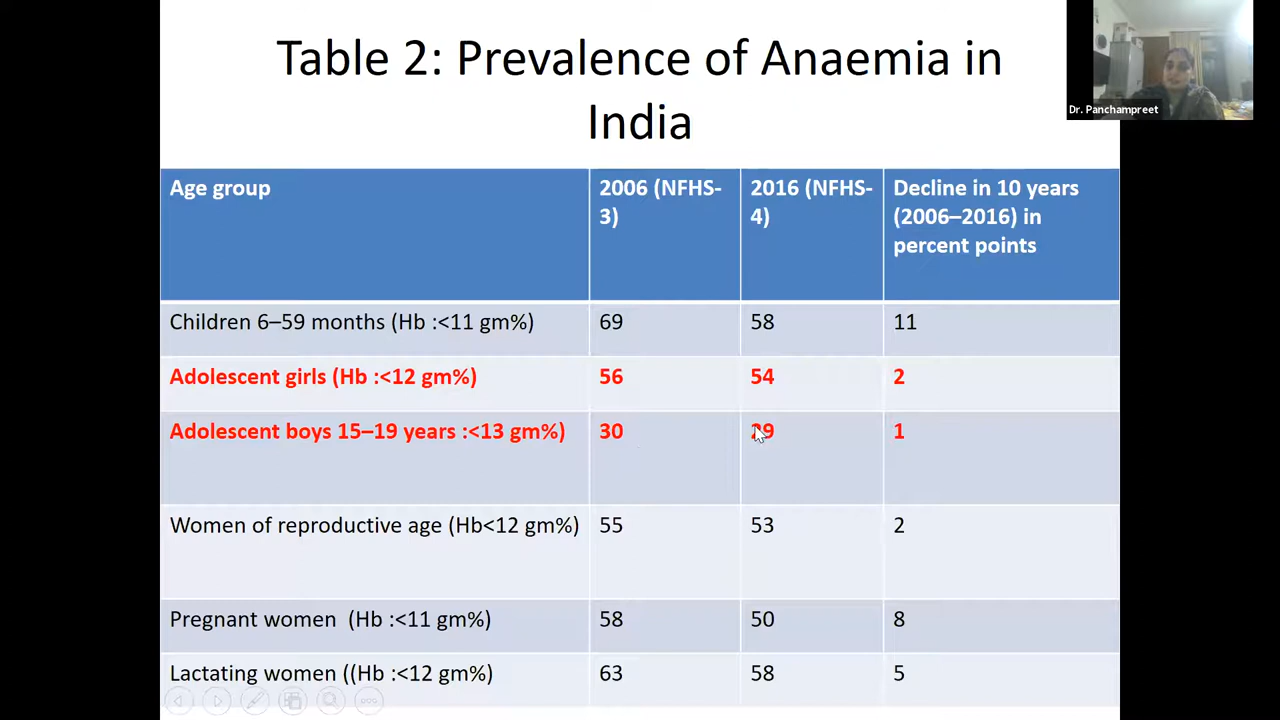 Table 2: Prevalence of Anaemia in
India
Dr. Panchampreet
Age group
2006 (NFHS-
3)
2016 (NFHS-
4)
Decline in 10 years
(2006–2016) in
percent points
Children 6–59 months (Hb :<11 gm%)
69
58
11
Adolescent girls (Hb :<12 gm%)
56
54
2
Adolescent boys 15–19 years :<13 gm%)
30
29
1
Women of reproductive age (Hb<12 gm%)
55
53
2
Pregnant women  (Hb :<11 gm%)
58
50
8
Lactating women ((Hb :<12 gm%)
63
58
5